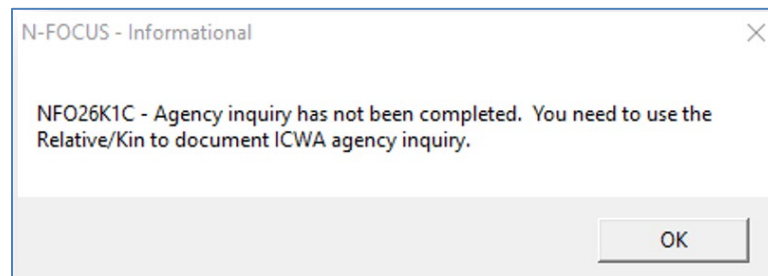 N-FOCUS - Informational
NFO26K1C - Agency inquiry has not been completed.  You need to use the
Relative/Kin to document ICWA agency inquiry.
OK